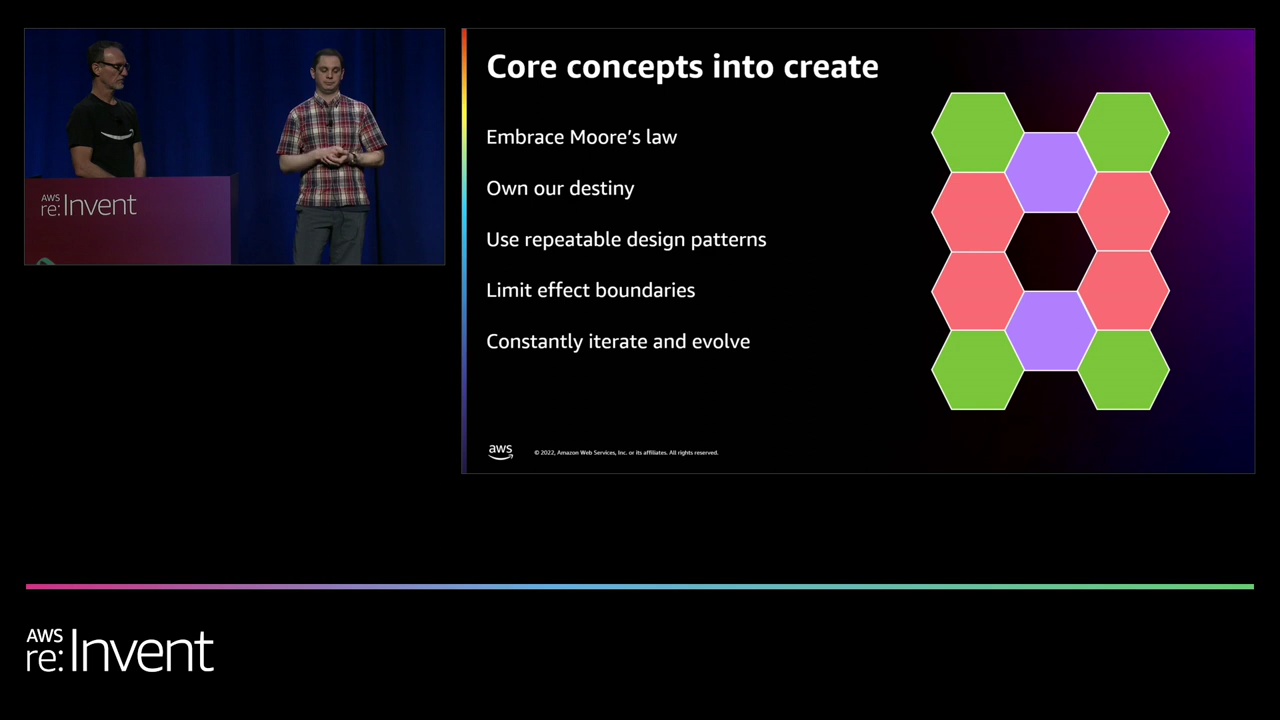 AWS
re:Invent
Core concepts into create
Embrace Moore’s law
Own our destiny
Use repeatable design patterns
Limit effect boundaries
Constantly iterate and evolve
aws
© 2022, Amazon Web Services, Inc. or its affiliates. All rights reserved.
AWS
re:Invent